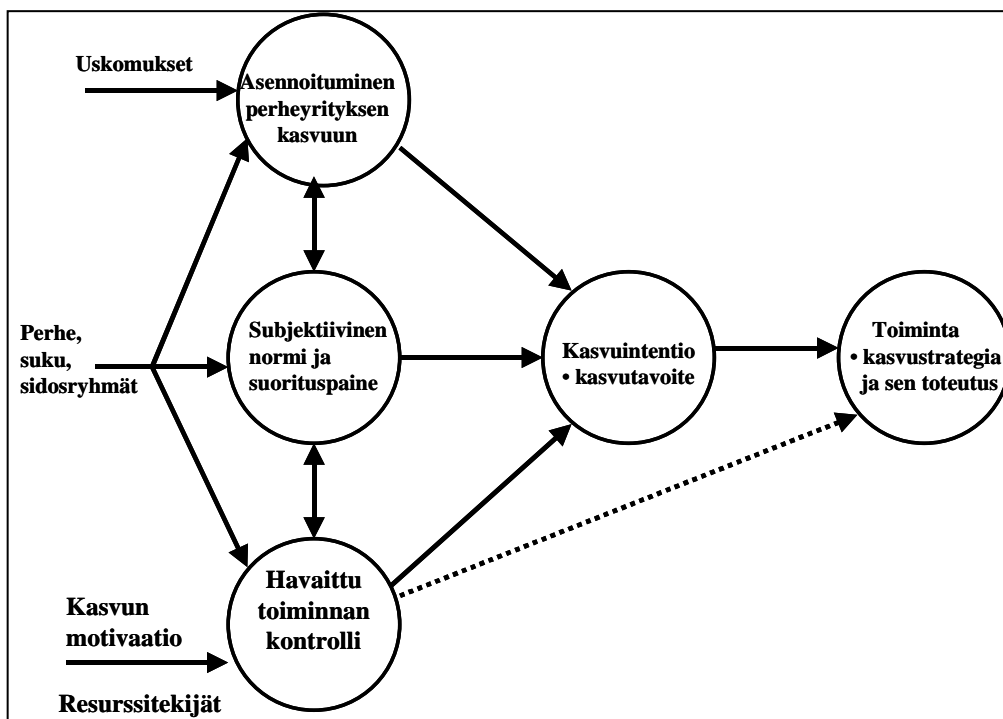 Uskomukset
Asennoituminen
perheyrityksen
kasvuun
Perhe,
suku,
sidosryhmät
Subjektiivinen
normi ja
suorituspaine
Kasvuintentio
• kasvutavoite
Toiminta
• kasvustrategia
ja sen toteutus
Kasvun
motivaatio
Resurssitekijät
Havaittu
toiminnan
kontrolli